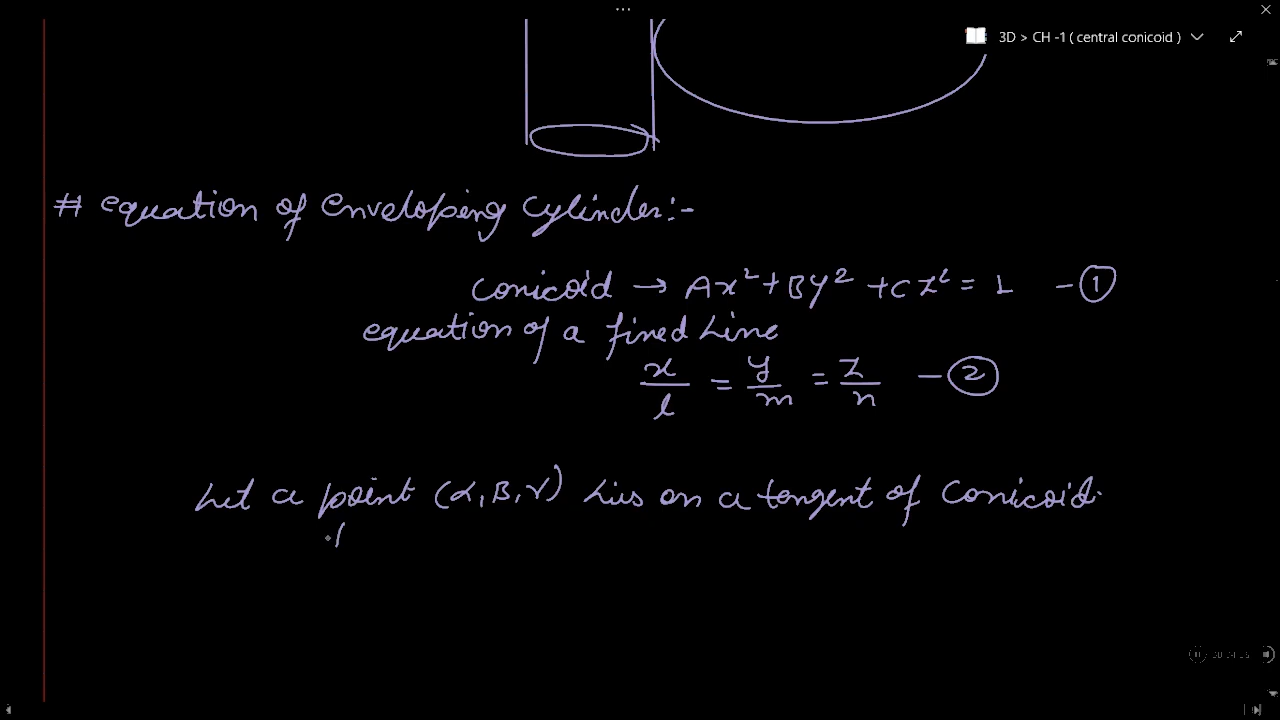 3D > CH -1 ( central conicoid )
# equation of Enveloping Cylinder:-
Conicoid → Ax² + By² + Cz² = 1 - ①
equation of a fined Line
x/l = y/m = z/n - ②
Let a point (α, β, γ) Lies on a tangent of Conicoid.